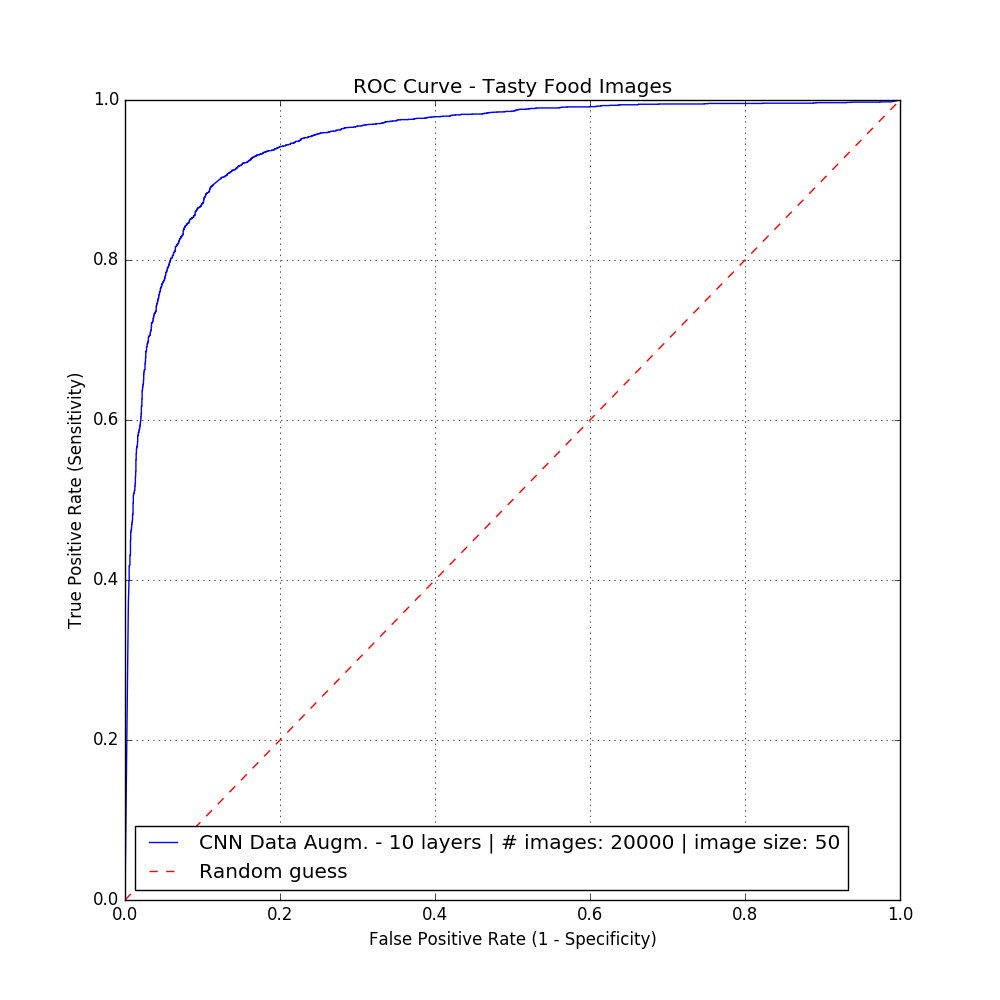 ROC Curve - Tasty Food Images
1.0
0.8
0.6
0.4
0.2
0.0
True Positive Rate (Sensitivity)
CNN Data Augm. - 10 layers | # images: 20000 | image size: 50
Random guess
0.0 0.2 0.4 0.6 0.8 1.0
False Positive Rate (1 - Specificity)